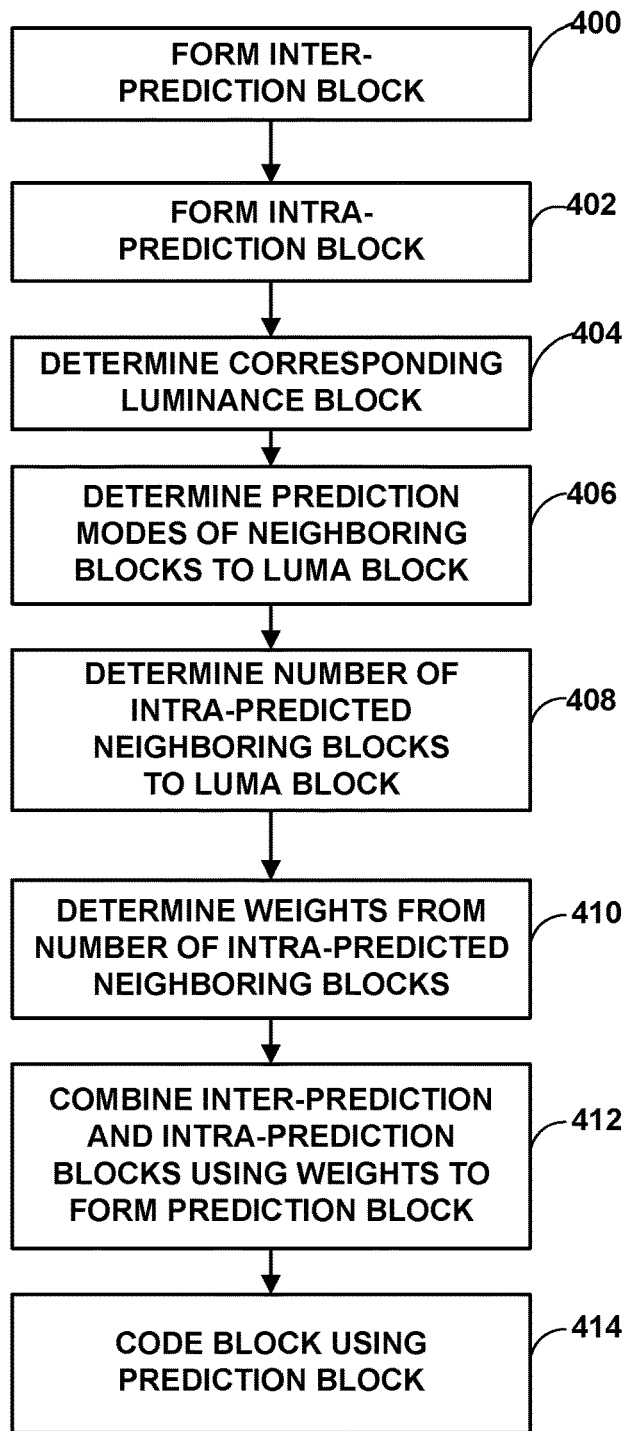 400
FORM INTER-
PREDICTION BLOCK
402
FORM INTRA-
PREDICTION BLOCK
404
DETERMINE CORRESPONDING
LUMINANCE BLOCK
406
DETERMINE PREDICTION
MODES OF NEIGHBORING
BLOCKS TO LUMA BLOCK
408
DETERMINE NUMBER OF
INTRA-PREDICTED
NEIGHBORING BLOCKS
TO LUMA BLOCK
410
DETERMINE WEIGHTS FROM
NUMBER OF INTRA-PREDICTED
NEIGHBORING BLOCKS
412
COMBINE INTER-PREDICTION
AND INTRA-PREDICTION
BLOCKS USING WEIGHTS TO
FORM PREDICTION BLOCK
414
CODE BLOCK USING
PREDICTION BLOCK